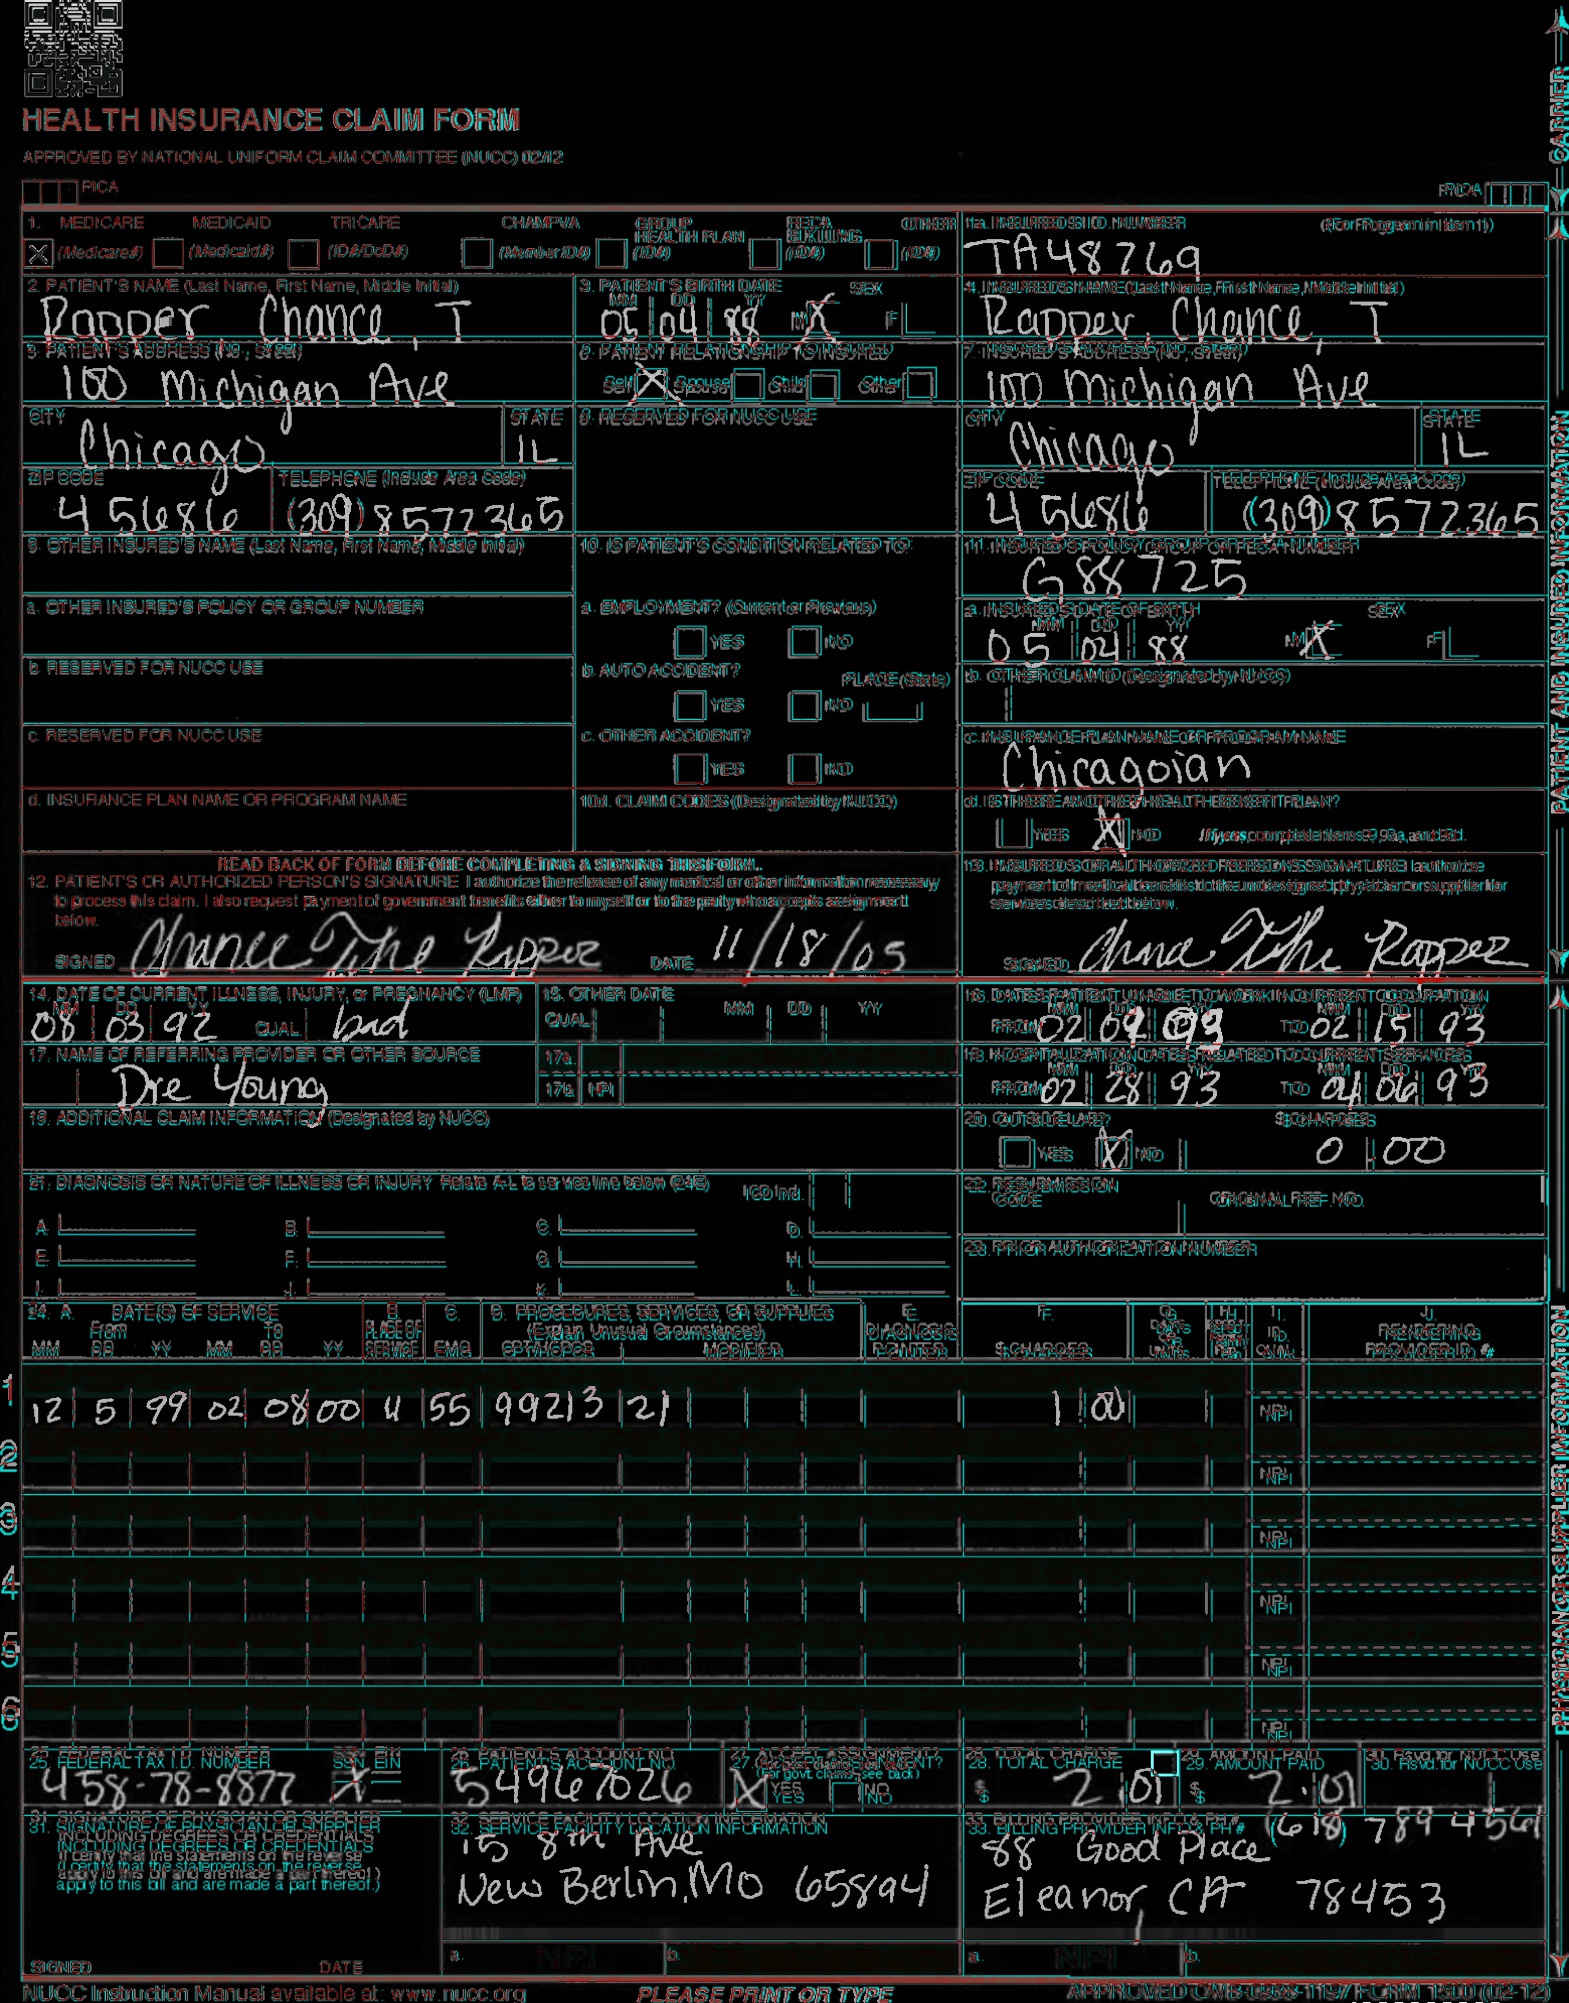 HEALTH INSURANCE CLAIM FORM
APPROVED BY NATIONAL UNIFORM CLAIM COMMITTEE (NUCC) 02/12
PICA
PICA
CARRIER
1. MEDICARE MEDICAID TRICARE CHAMPVA GROUP HEALTH PLAN FECA BLKLUNG OTHER
X (Medicare#) (Medicaid#) (ID#/DoD#) (Member ID#) (ID#) (ID#) (ID#)
1a. INSURED'S I.D. NUMBER (For Program in Item 1)
TA48769
2. PATIENT'S NAME (Last Name, First Name, Middle Initial)
Rapper Chance, T
3. PATIENT'S BIRTH DATE SEX
MM DD YY
05 04 88 M X F
4. INSURED'S NAME (Last Name, First Name, Middle Initial)
Rapper, Chance, T
5. PATIENT'S ADDRESS (No., Street)
100 Michigan Ave
6. PATIENT RELATIONSHIP TO INSURED
Self X Spouse Child Other
7. INSURED'S ADDRESS (No., Street)
100 Michigan Ave
CITY STATE
Chicago IL
8. RESERVED FOR NUCC USE
CITY STATE
Chicago IL
ZIP CODE TELEPHONE (Include Area Code)
45686 (309) 8572365
ZIP CODE TELEPHONE (Include Area Code)
45686 (309) 8572365
9. OTHER INSURED'S NAME (Last Name, First Name, Middle Initial)
10. IS PATIENT'S CONDITION RELATED TO:
11. INSURED'S POLICY GROUP OR FECA NUMBER
G88725
a. OTHER INSURED'S POLICY OR GROUP NUMBER
a. EMPLOYMENT? (Current or Previous)
YES NO
a. INSURED'S DATE OF BIRTH SEX
MM DD YY
05 04 88 M X F
b. RESERVED FOR NUCC USE
b. AUTO ACCIDENT? PLACE (State)
YES NO
b. OTHER CLAIM ID (Designated by NUCC)
c. RESERVED FOR NUCC USE
c. OTHER ACCIDENT?
YES NO
c. INSURANCE PLAN NAME OR PROGRAM NAME
Chicagoian
d. INSURANCE PLAN NAME OR PROGRAM NAME
10d. CLAIM CODES (Designated by NUCC)
d. IS THERE ANOTHER HEALTH BENEFIT PLAN?
YES X NO If yes, complete items 9, 9a, and 9d.
READ BACK OF FORM BEFORE COMPLETING & SIGNING THIS FORM.
12. PATIENT'S OR AUTHORIZED PERSON'S SIGNATURE I authorize the release of any medical or other information necessary
to process this claim. I also request payment of government benefits either to myself or to the party who accepts assignment
below.
SIGNED Chance The Rapper DATE 11/18/05
13. INSURED'S OR AUTHORIZED PERSON'S SIGNATURE I authorize
payment of medical benefits to the undersigned physician or supplier for
services described below.
SIGNED Chance The Rapper
PATIENT AND INSURED INFORMATION
14. DATE OF CURRENT ILLNESS, INJURY, or PREGNANCY (LMP)
MM DD YY
08 03 92 QUAL bad
15. OTHER DATE
QUAL MM DD YY
16. DATES PATIENT UNABLE TO WORK IN CURRENT OCCUPATION
MM DD YY MM DD YY
FROM 02 09 93 TO 02 15 93
17. NAME OF REFERRING PROVIDER OR OTHER SOURCE
Dre Young
17a.
17b. NPI
18. HOSPITALIZATION DATES RELATED TO CURRENT SERVICES
MM DD YY MM DD YY
FROM 02 28 93 TO 04 06 93
19. ADDITIONAL CLAIM INFORMATION (Designated by NUCC)
20. OUTSIDE LAB? $ CHARGES
YES X NO 0 00
21. DIAGNOSIS OR NATURE OF ILLNESS OR INJURY Relate A-L to service line below (24E) ICD Ind.
A. B. C. D.
E. F. G. H.
I. J. K. L.
22. RESUBMISSION CODE ORIGINAL REF. NO.
23. PRIOR AUTHORIZATION NUMBER
24. A. DATE(S) OF SERVICE B. C. D. PROCEDURES, SERVICES, OR SUPPLIES E. F. G. H. I. J.
From To PLACE OF (Explain Unusual Circumstances) DIAGNOSIS DAYS OR ID. RENDERING
MM DD YY MM DD YY SERVICE EMG CPT/HCPCS MODIFIER POINTER $ CHARGES UNITS QUAL. PROVIDER ID. #
1 12 5 99 02 08 00 4 55 99213 21 1 00 NPI
2 NPI
3 NPI
4 NPI
5 NPI
6 NPI
25. FEDERAL TAX I.D. NUMBER SSN EIN
458-78-8877 X
26. PATIENT'S ACCOUNT NO.
54967026
27. ACCEPT ASSIGNMENT?
(For govt. claims, see back)
X YES NO
28. TOTAL CHARGE
$ 2 01
29. AMOUNT PAID
$ 2 01
30. Rsvd. for NUCC Use
31. SIGNATURE OF PHYSICIAN OR SUPPLIER
INCLUDING DEGREES OR CREDENTIALS
(I certify that the statements on the reverse
apply to this bill and are made a part thereof.)
SIGNED DATE
32. SERVICE FACILITY LOCATION INFORMATION
115 8th Ave
New Berlin, Mo 65894
a. NPI b.
33. BILLING PROVIDER INFO & PH # (618) 789 4561
88 Good Place
Eleanor, CA 78453
a. NPI b.
PHYSICIAN OR SUPPLIER INFORMATION
NUCC Instruction Manual available at: www.nucc.org
PLEASE PRINT OR TYPE
APPROVED OMB-0938-1197 FORM 1500 (02-12)